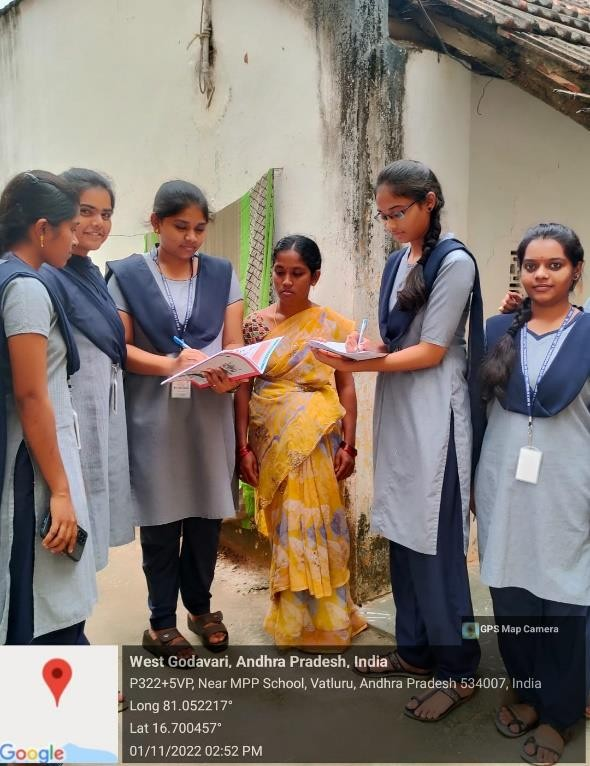 GPS Map Camera
West Godavari, Andhra Pradesh, India
P322+5VP, Near MPP School, Vatluru, Andhra Pradesh 534007, India
Long 81.052217°
Lat 16.700457°
01/11/2022 02:52 PM
Google